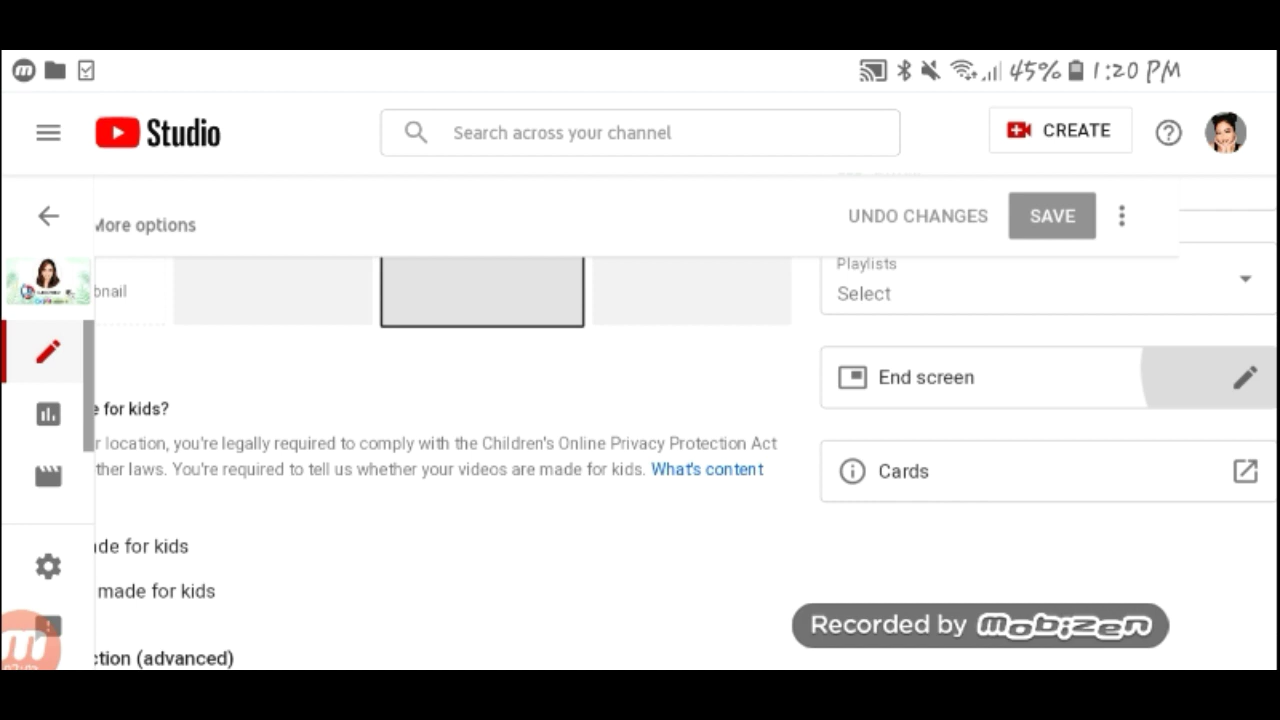 45% 1:20 PM
Studio
Search across your channel
CREATE
More options
UNDO CHANGES
SAVE
Playlists
Select
bnail
End screen
e for kids?
r location, you're legally required to comply with the Children's Online Privacy Protection Act
ther laws. You're required to tell us whether your videos are made for kids. What's content
Cards
ade for kids
made for kids
Recorded by mobizen
ction (advanced)